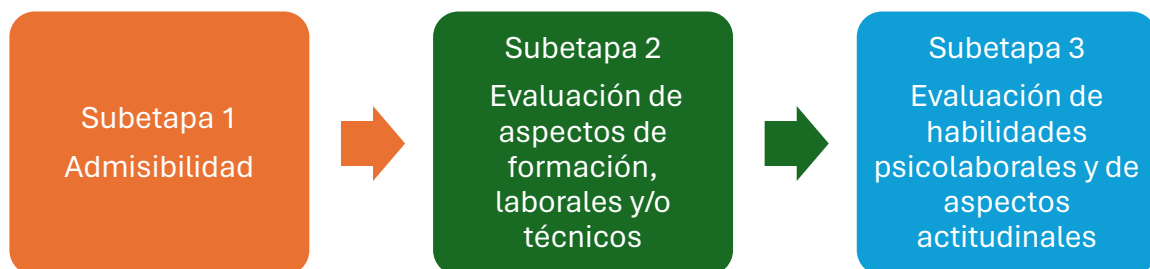 Subetapa 1
Admisibilidad
Subetapa 2
Evaluación de
aspectos de
formación,
laborales y/o
técnicos
Subetapa 3
Evaluación de
habilidades
psicolaborales y de
aspectos
actitudinales